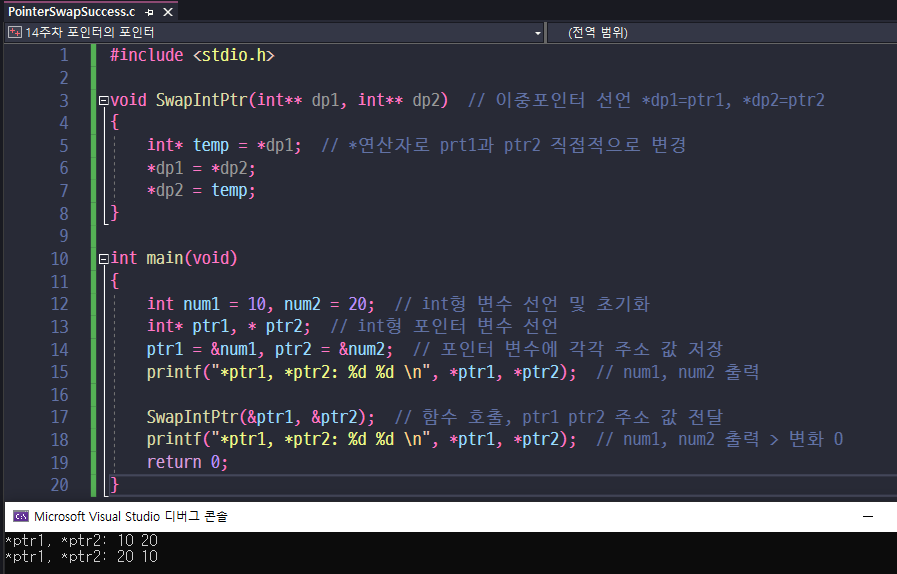 PointerSwapSuccess.c
14주차 포인터의 포인터 (전역 범위)
1 #include <stdio.h>
2
3 void SwapIntPtr(int** dp1, int** dp2)  // 이중포인터 선언 *dp1=ptr1, *dp2=ptr2
4 {
5 int* temp = *dp1;  // *연산자로 prt1과 ptr2 직접적으로 변경
6 *dp1 = *dp2;
7 *dp2 = temp;
8 }
9
10 int main(void)
11 {
12 int num1 = 10, num2 = 20;  // int형 변수 선언 및 초기화
13 int* ptr1, * ptr2;  // int형 포인터 변수 선언
14 ptr1 = &num1, ptr2 = &num2;  // 포인터 변수에 각각 주소 값 저장
15 printf("*ptr1, *ptr2: %d %d \n", *ptr1, *ptr2);  // num1, num2 출력
16
17 SwapIntPtr(&ptr1, &ptr2);  // 함수 호출, ptr1 ptr2 주소 값 전달
18 printf("*ptr1, *ptr2: %d %d \n", *ptr1, *ptr2);  // num1, num2 출력 > 변화 O
19 return 0;
20 }
Microsoft Visual Studio 디버그 콘솔
*ptr1, *ptr2: 10 20
*ptr1, *ptr2: 20 10